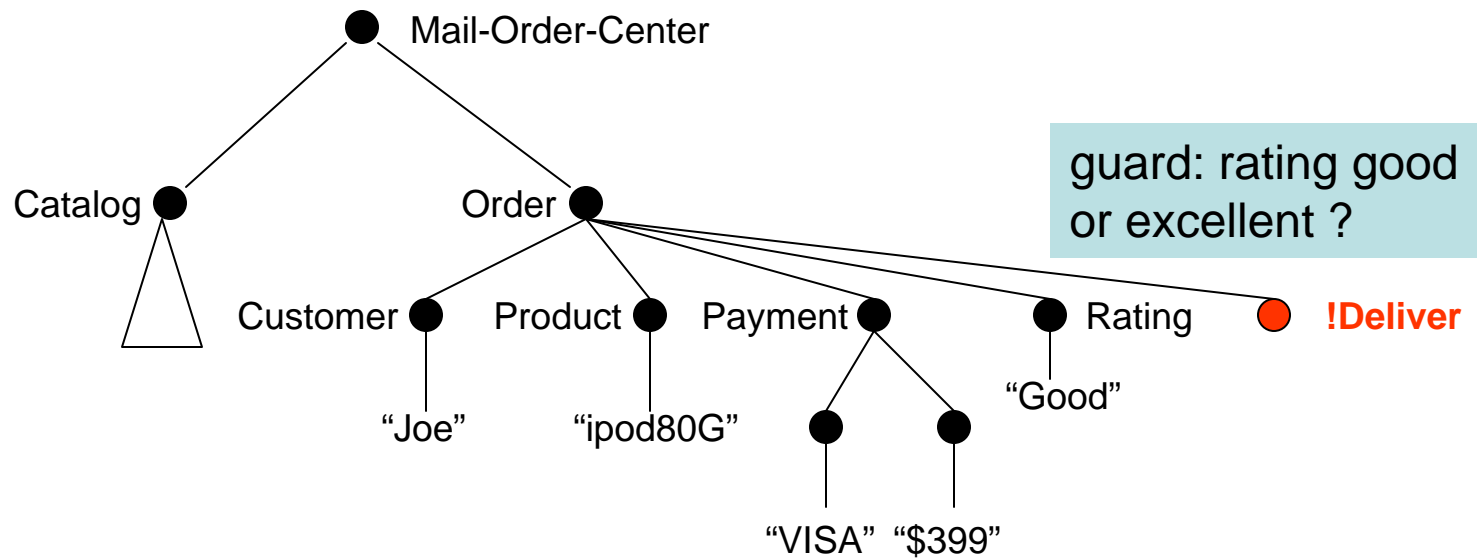 Mail-Order-Center
guard: rating good
or excellent ?
Catalog
Order
Customer
Product
Payment
Rating
!Deliver
“Joe”
“ipod80G”
“Good”
“VISA”
“$399”